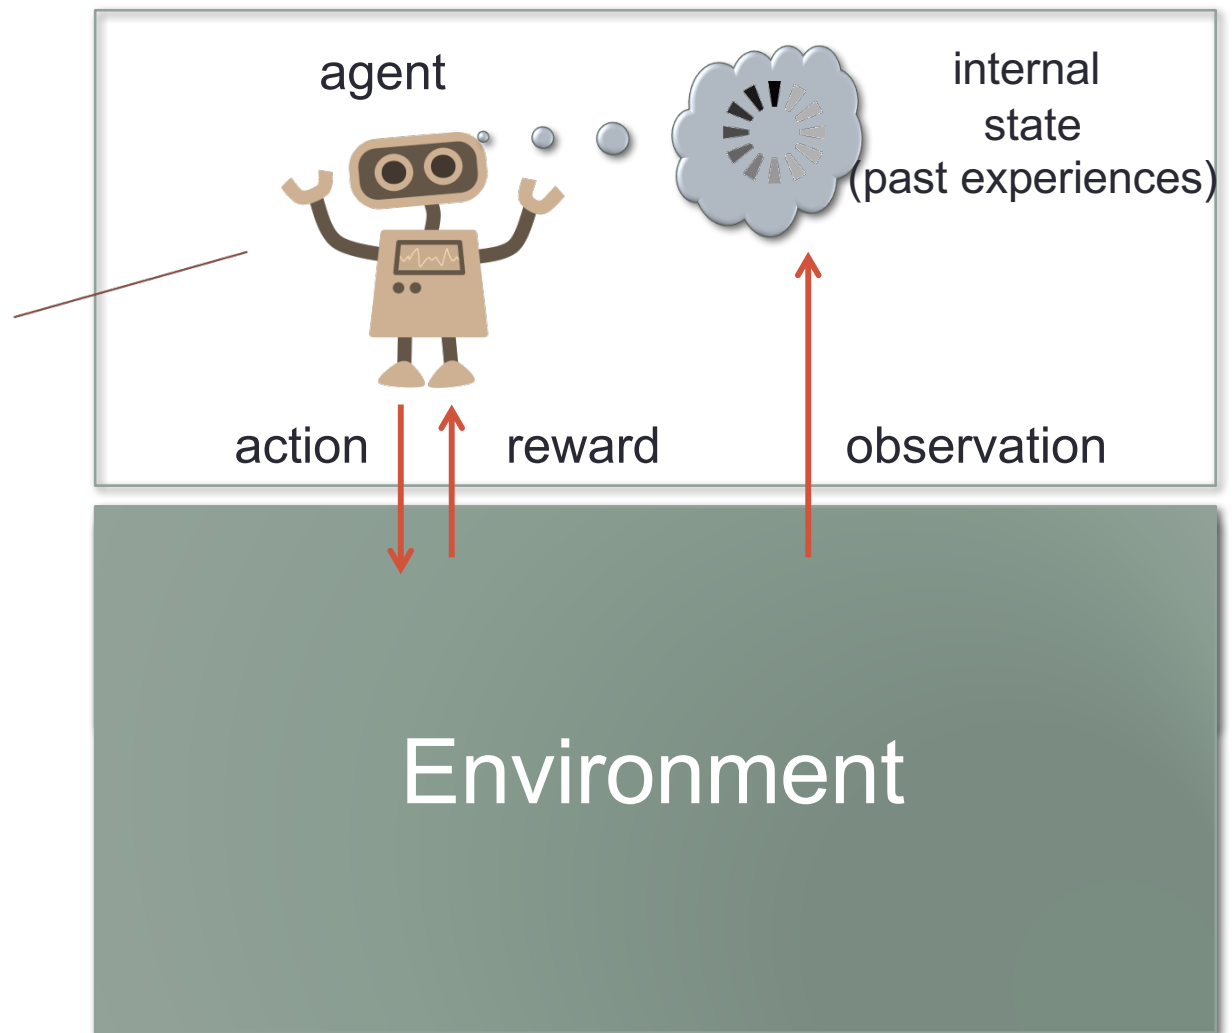 agent
internal
state
(past experiences)
action
reward
observation
Environment